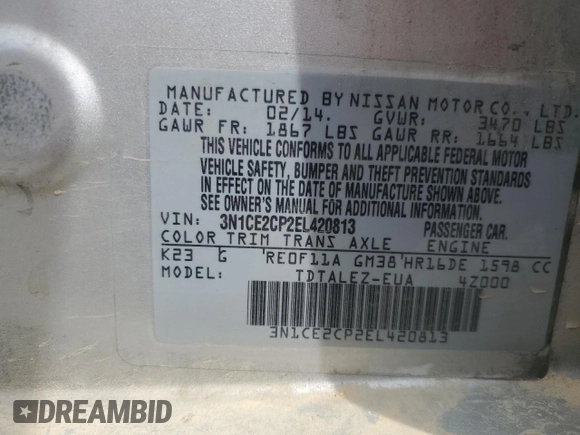 MANUFACTURED BY NISSAN MOTOR CO., LTD.
DATE: 02/14. GVWR: 3470 LBS
GAWR FR: 1867 LBS GAWR RR: 1664 LBS
THIS VEHICLE CONFORMS TO ALL APPLICABLE FEDERAL MOTOR
VEHICLE SAFETY, BUMPER AND THEFT PREVENTION STANDARDS
IN EFFECT ON THE DATE OF MANUFACTURE SHOWN ABOVE.
SEE OWNER'S MANUAL FOR ADDITIONAL INFORMATION.
VIN: 3N1CE2CP2EL420813 PASSENGER CAR.
COLOR TRIM TRANS AXLE ENGINE
K23 G RE0F11A GM38 HR16DE 1598 CC
MODEL: TDTALEZ-EUA 4Z000
3N1CE2CP2EL420813
DREAMBID